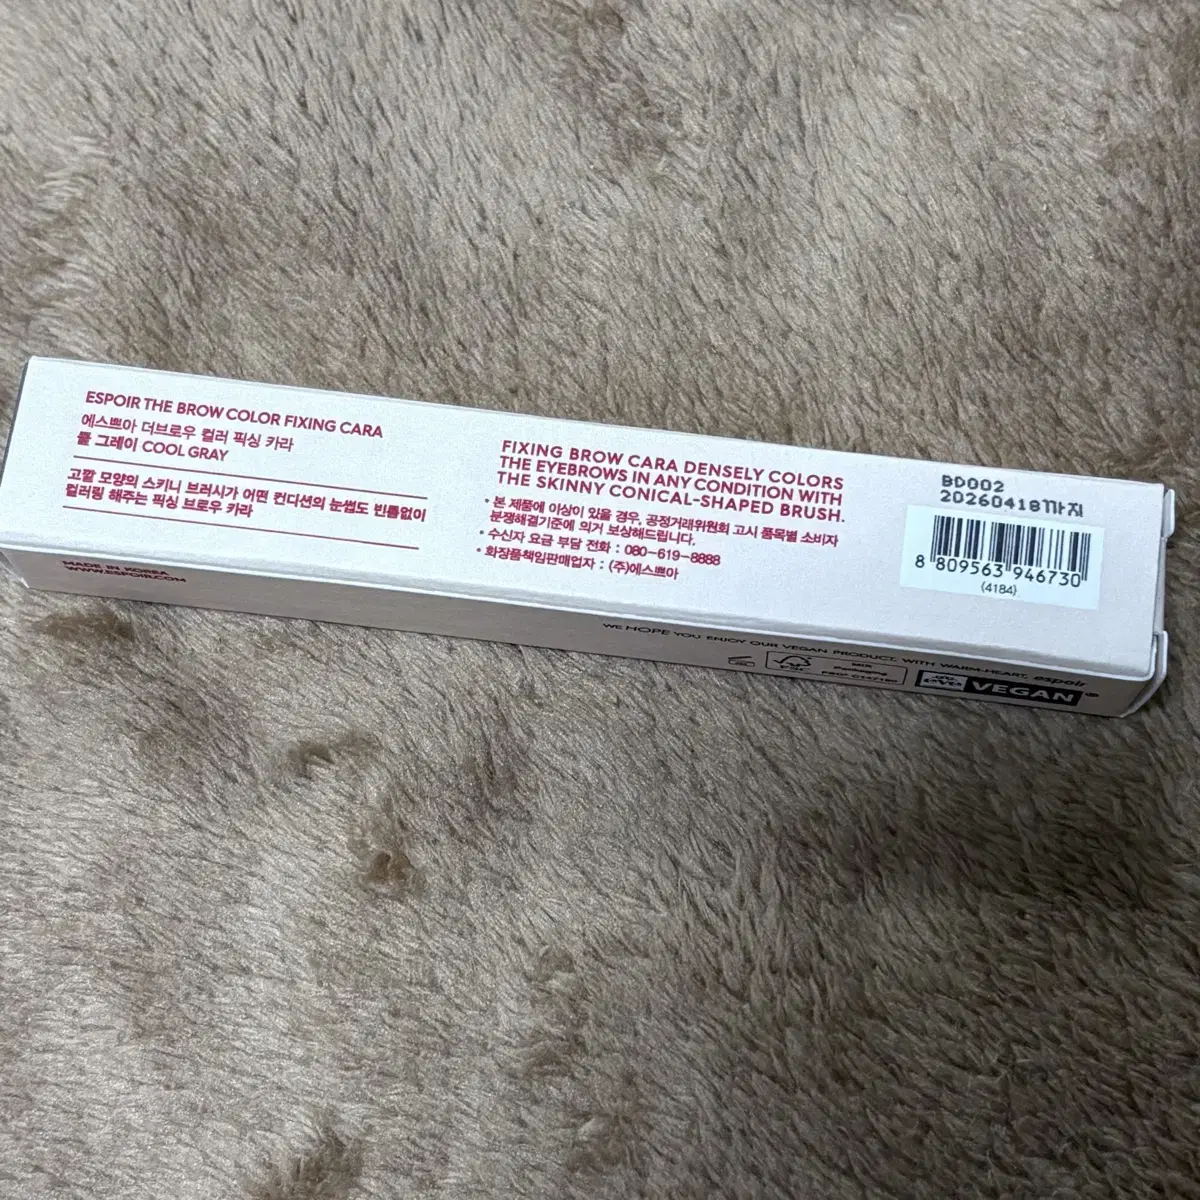 ESPOIR THE BROW COLOR FIXING CARA
에스쁘아 더브로우 컬러 픽싱 카라
쿨 그레이 COOL GRAY
고깔 모양의 스키니 브러시가 어떤 컨디션의 눈썹도 빈틈없이
컬러링 해주는 픽싱 브로우 카라
FIXING BROW CARA DENSELY COLORS
THE EYEBROWS IN ANY CONDITION WITH
THE SKINNY CONICAL-SHAPED BRUSH.
• 본 제품에 이상이 있을 경우, 공정거래위원회 고시 품목별 소비자
분쟁해결기준에 의거 보상해드립니다.
• 수신자 요금 부담 전화 : 080-619-8888
• 화장품책임판매업자 : (주)에스쁘아
BD002
20260418까지
8 809563 946730
(4184)
MADE IN KOREA
WWW.ESPOIR.COM
WE HOPE YOU ENJOY OUR VEGAN PRODUCT, WITH WARM-HEART, espoir
FSC
MIX
Packaging
VEGAN